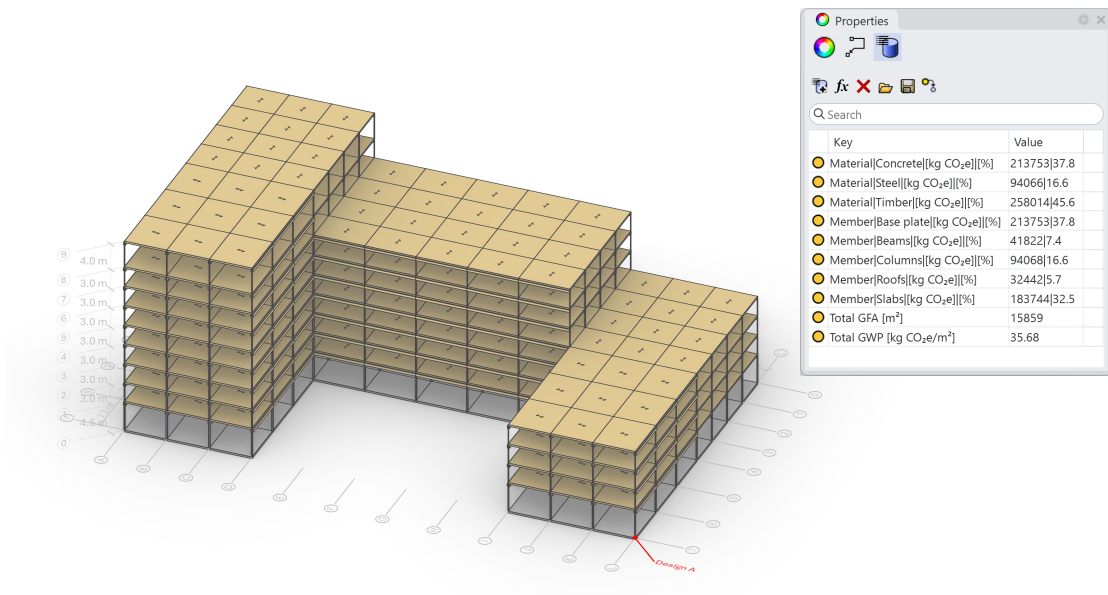 Properties
fx
Search
Key Value
Material|Concrete|[kg CO₂e]|[%] 213753|37.8
Material|Steel|[kg CO₂e]|[%] 94066|16.6
Material|Timber|[kg CO₂e]|[%] 258014|45.6
Member|Base plate|[kg CO₂e]|[%] 213753|37.8
Member|Beams|[kg CO₂e]|[%] 41822|7.4
Member|Columns|[kg CO₂e]|[%] 94068|16.6
Member|Roofs|[kg CO₂e]|[%] 32442|5.7
Member|Slabs|[kg CO₂e]|[%] 183744|32.5
Total GFA [m²] 15859
Total GWP [kg CO₂e/m²] 35.68
9
4.0 m
3.0 m
7
3.0 m
6
3.0 m
5
3.0 m
4
3.0 m
3
3.0 m
2
3.0 m
4.5 m
0
Design A